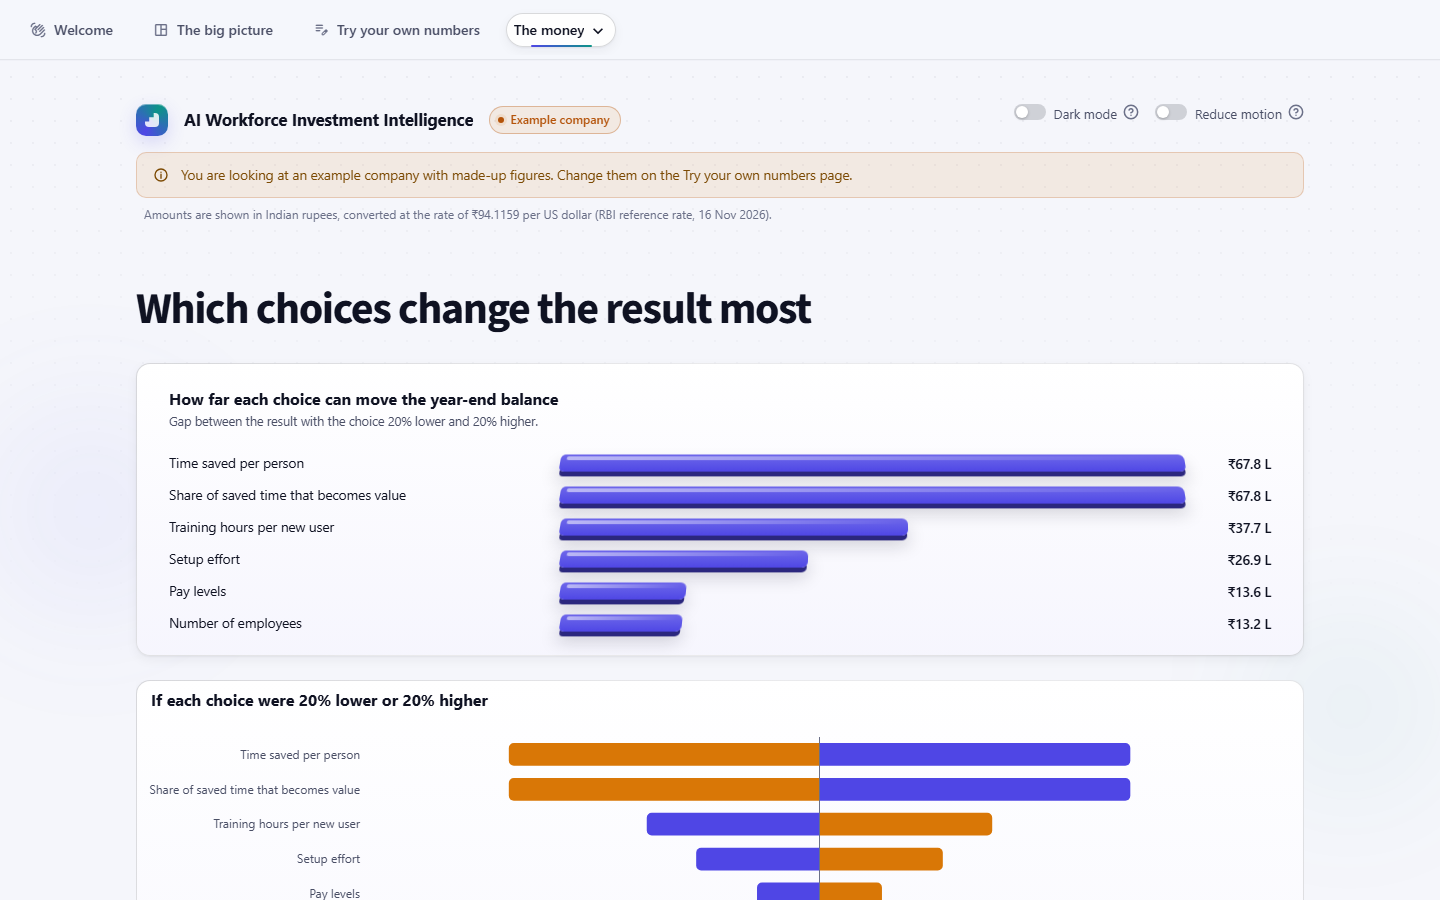 Welcome
The big picture
Try your own numbers
The money
AI Workforce Investment Intelligence
Example company
Dark mode
Reduce motion
You are looking at an example company with made-up figures. Change them on the Try your own numbers page.
Amounts are shown in Indian rupees, converted at the rate of ₹94.1159 per US dollar (RBI reference rate, 16 Nov 2026).
Which choices change the result most
How far each choice can move the year-end balance
Gap between the result with the choice 20% lower and 20% higher.
Time saved per person ₹67.8 L
Share of saved time that becomes value ₹67.8 L
Training hours per new user ₹37.7 L
Setup effort ₹26.9 L
Pay levels ₹13.6 L
Number of employees ₹13.2 L
If each choice were 20% lower or 20% higher
Time saved per person
Share of saved time that becomes value
Training hours per new user
Setup effort
Pay levels